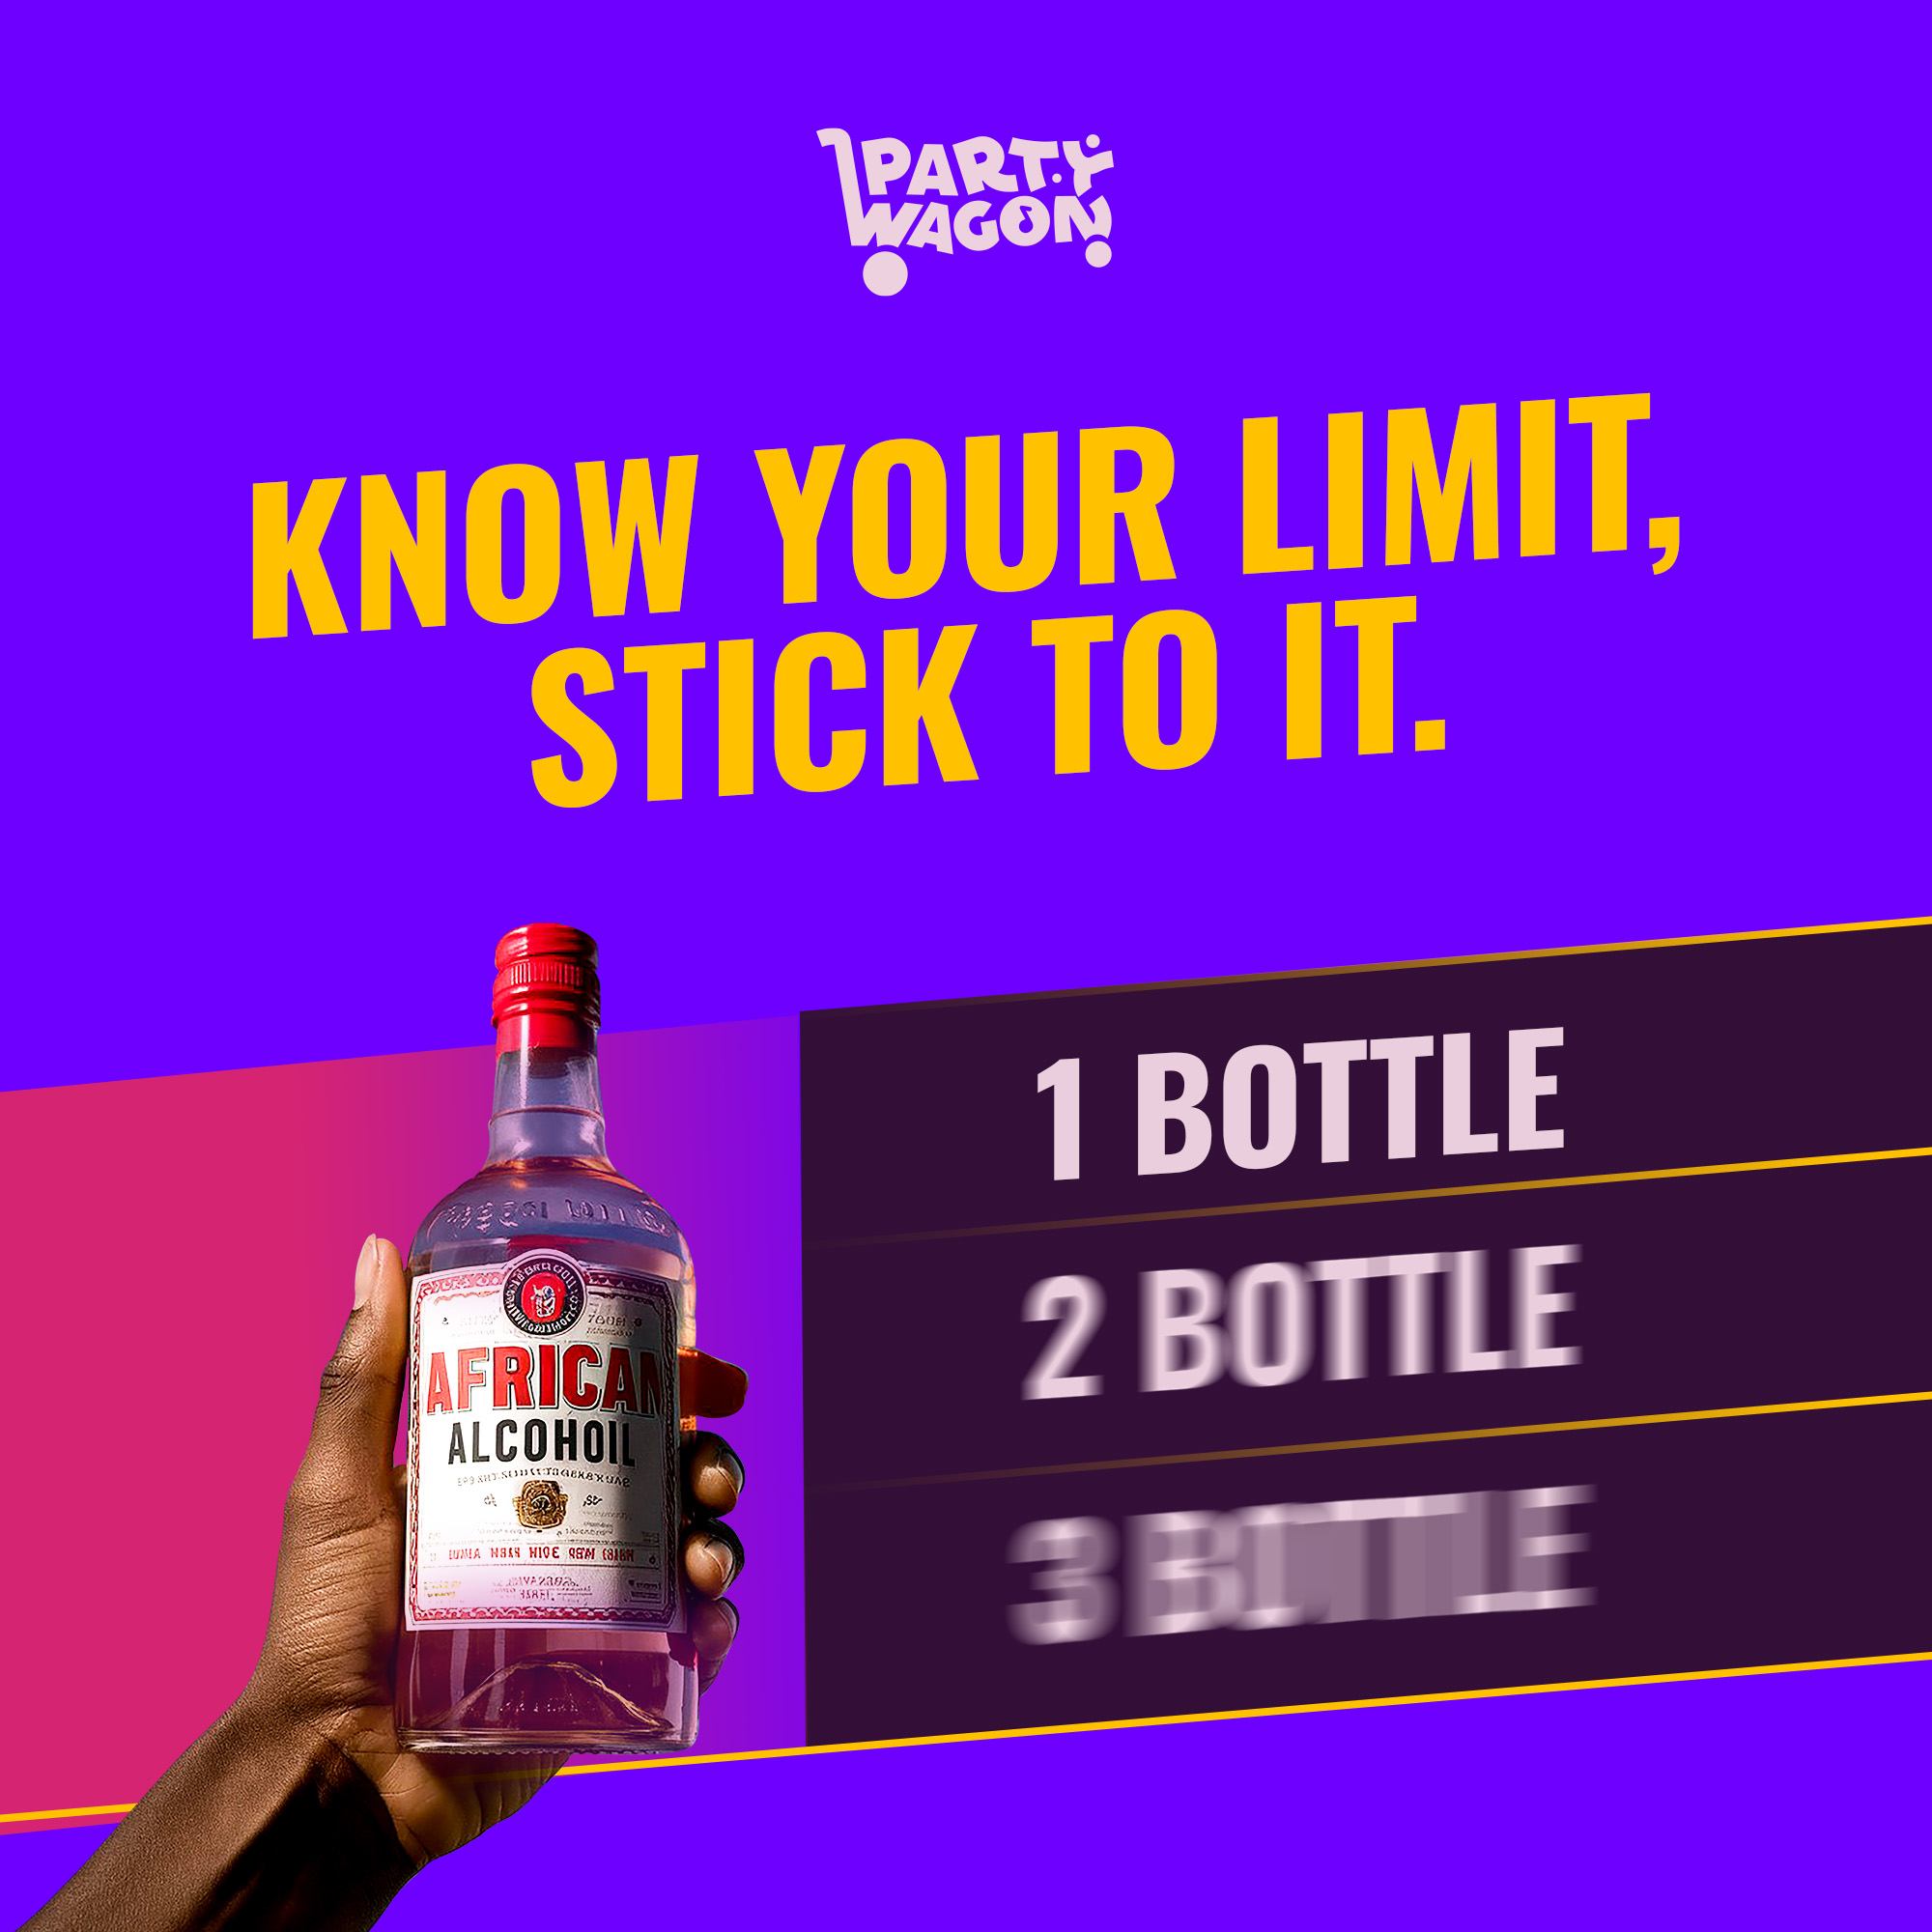 PARTY
WAGON
KNOW YOUR LIMIT,
STICK TO IT.
1 BOTTLE
2 BOTTLE
3 BOTTLE
AFRICAN
ALCOHOIL